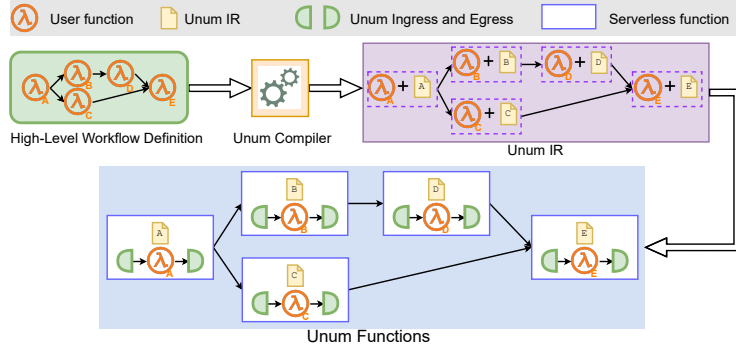 User function
Unum IR
Unum Ingress and Egress
Serverless function
λ A
λ B
λ D
λ C
λ E
High-Level Workflow Definition
Unum Compiler
λ A + A
λ B + B
λ D + D
λ C + C
λ E + E
Unum IR
A
λ A
B
λ B
D
λ D
C
λ C
E
λ E
Unum Functions